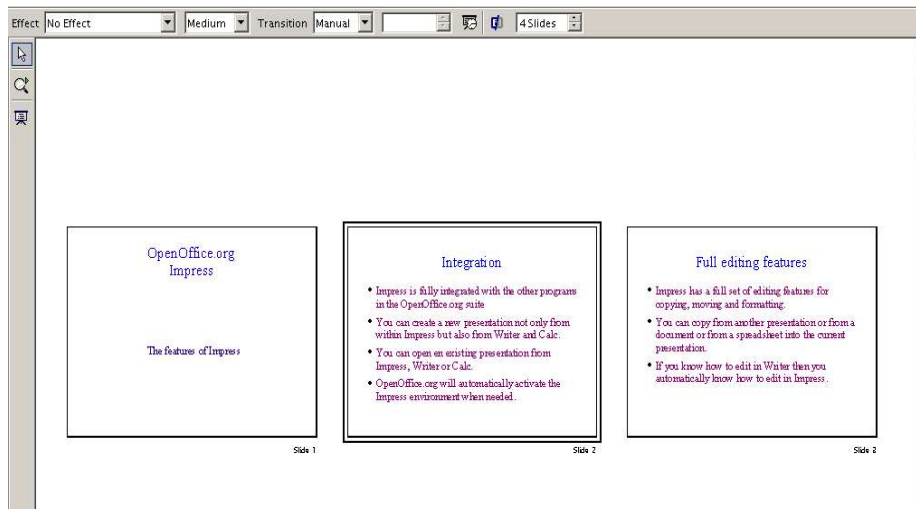 Effect No Effect Medium Transition Manual 4 Slides
OpenOffice.org
Impress
The features of Impress
Slide 1
Integration
• Impress is fully integrated with the other programs
in the OpenOffice.org suite
• You can create a new presentation not only from
within Impress but also from Writer and Calc.
• You can open en existing presentation from
Impress, Writer or Calc.
• OpenOffice.org will automatically activate the
Impress environment when needed.
Slide 2
Full editing features
• Impress has a full set of editing features for
copying, moving and formatting.
• You can copy from another presentation or from a
document or from a spreadsheet into the current
presentation.
• If you know how to edit in Writer then you
automatically know how to edit in Impress.
Slide 3